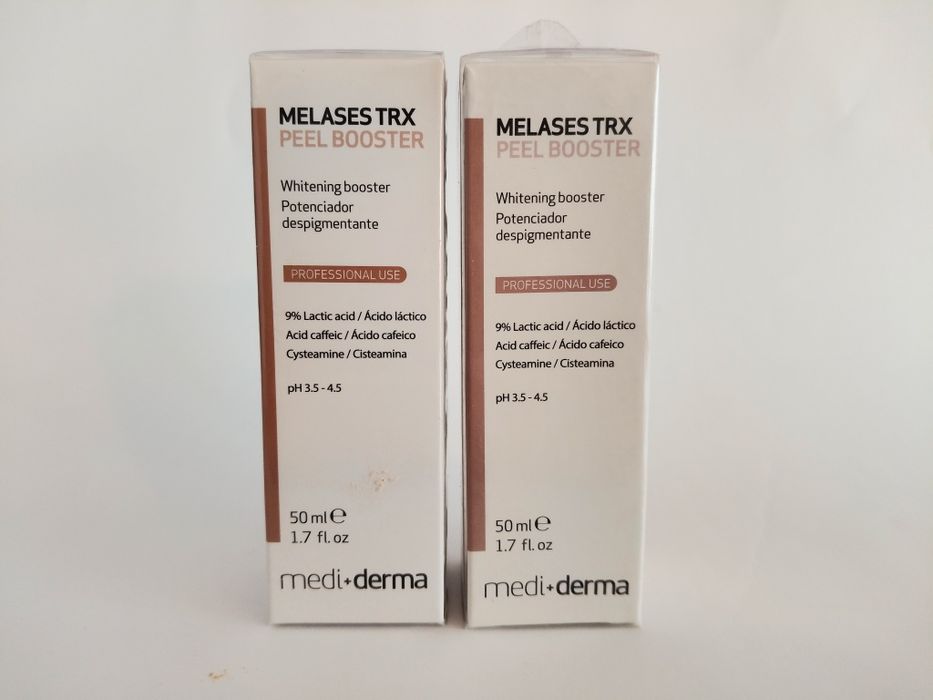 MELASES TRX
PEEL BOOSTER
Whitening booster
Potenciador
despigmentante
PROFESSIONAL USE
9% Lactic acid / Ácido láctico
Acid caffeic / Ácido cafeico
Cysteamine / Cisteamina
pH 3.5 - 4.5
50 ml ℮
1.7 fl. oz
medi+derma
MELASES TRX
PEEL BOOSTER
Whitening booster
Potenciador
despigmentante
PROFESSIONAL USE
9% Lactic acid / Ácido láctico
Acid caffeic / Ácido cafeico
Cysteamine / Cisteamina
pH 3.5 - 4.5
50 ml ℮
1.7 fl. oz
medi+derma